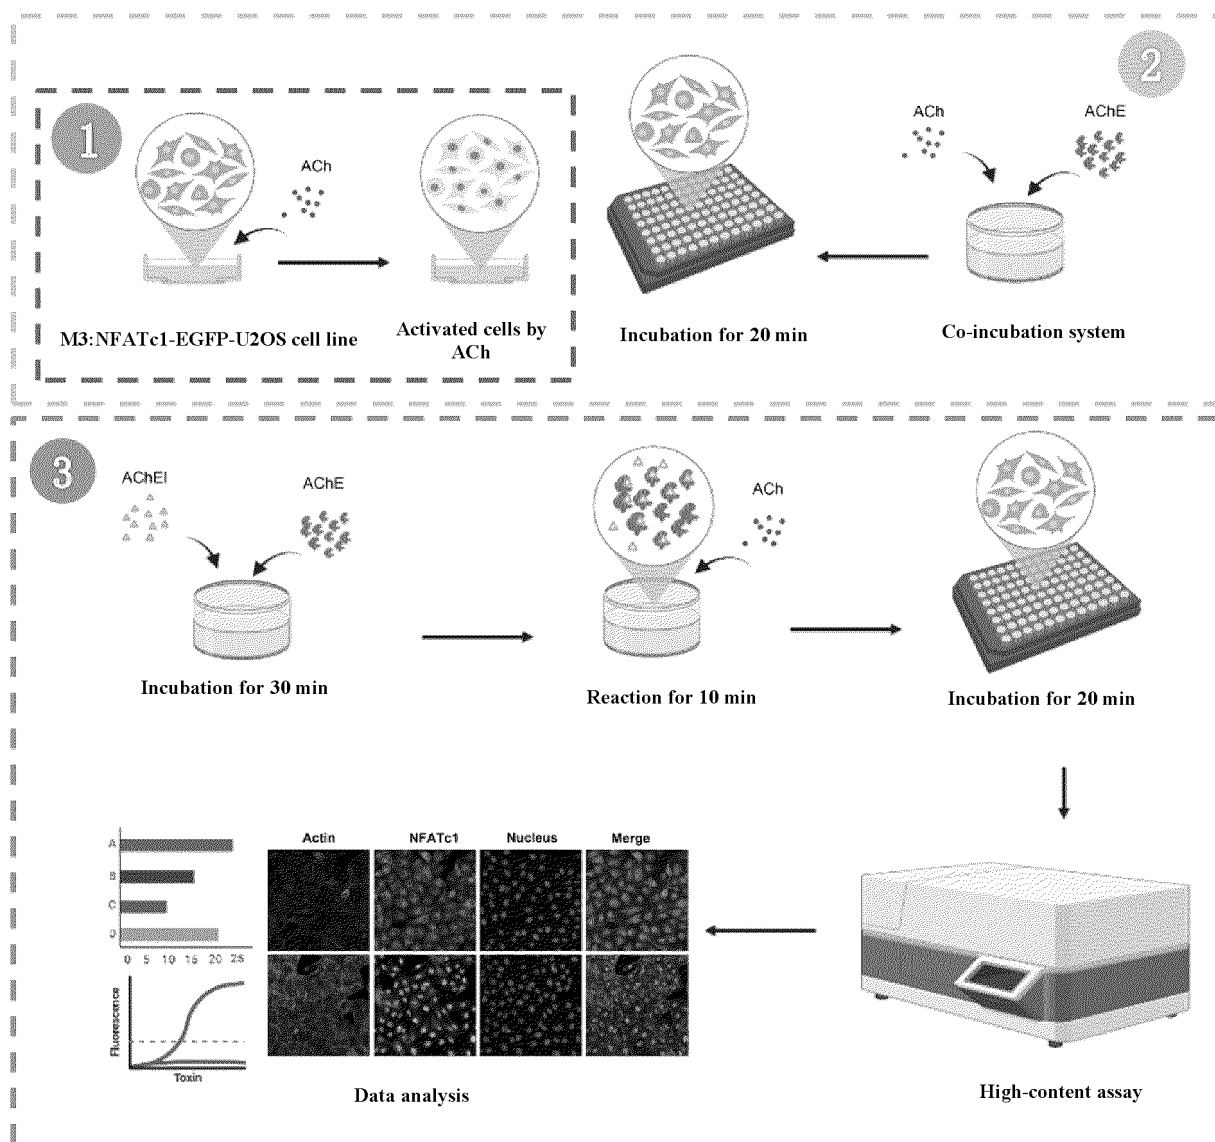 1
ACh
M3:NFATc1-EGFP-U2OS cell line
Activated cells by
ACh
2
ACh
AChE
Incubation for 20 min
Co-incubation system
3
AChEI
AChE
ACh
Incubation for 30 min
Reaction for 10 min
Incubation for 20 min
A
B
C
D
0 5 10 15 20 25
Fluorescence
Toxin
Actin
NFATc1
Nucleus
Merge
Data analysis
High-content assay